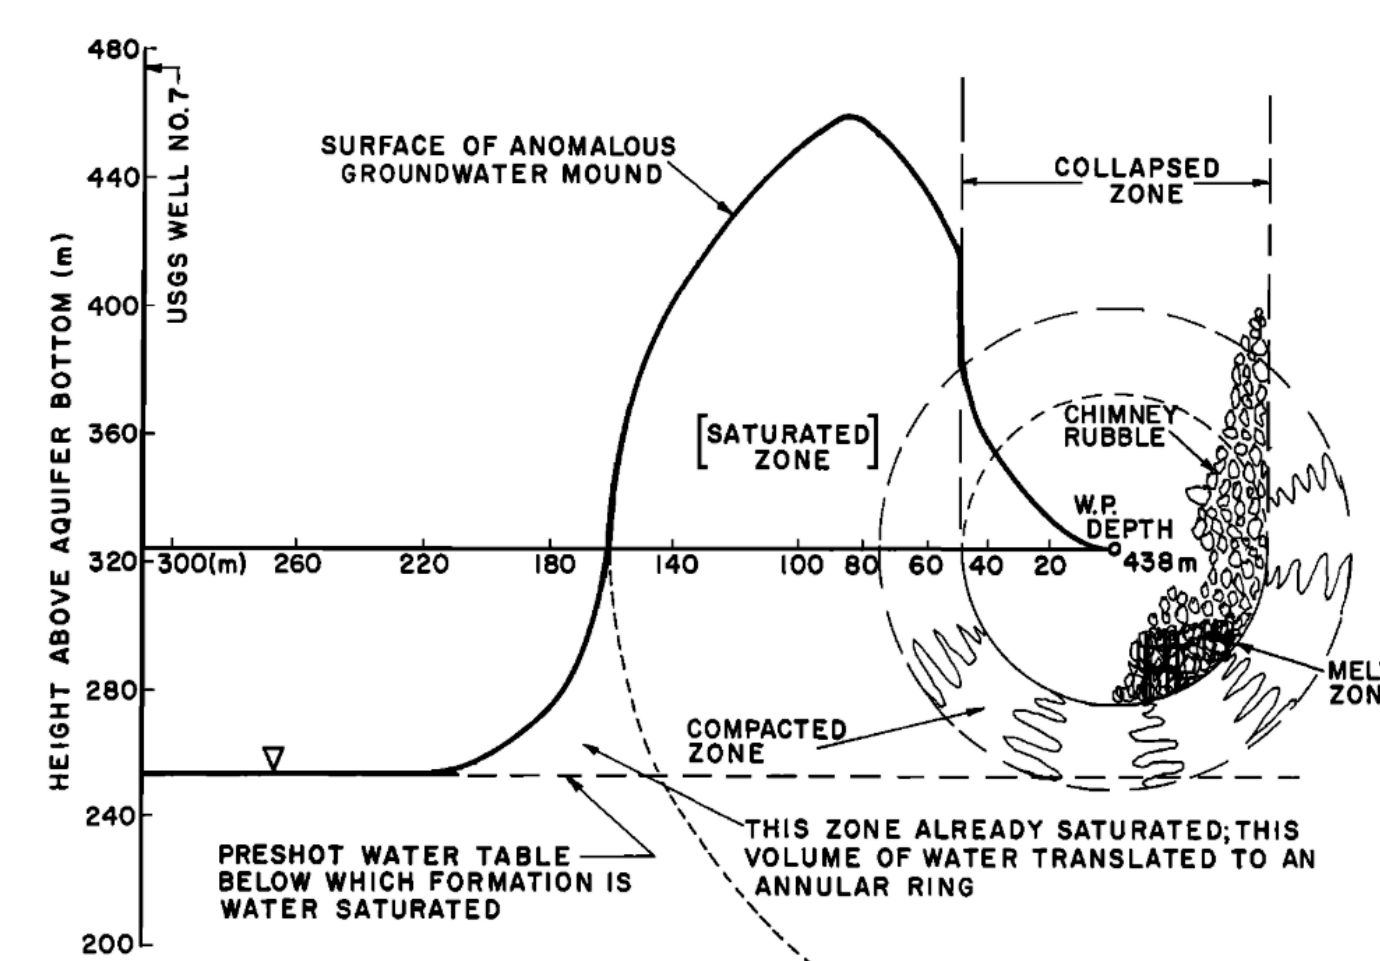 480
USGS WELL NO.7
SURFACE OF ANOMALOUS
GROUNDWATER MOUND
COLLAPSED
ZONE
440
HEIGHT ABOVE AQUIFER BOTTOM (m)
400
CHIMNEY
RUBBLE
360
[SATURATED
ZONE]
W.P.
DEPTH
438m
320
300(m) 260 220 180 140 100 80 60 40 20
280
MEL
ZON
COMPACTED
ZONE
240
THIS ZONE ALREADY SATURATED; THIS
VOLUME OF WATER TRANSLATED TO AN
ANNULAR RING
PRESHOT WATER TABLE
BELOW WHICH FORMATION IS
WATER SATURATED
200